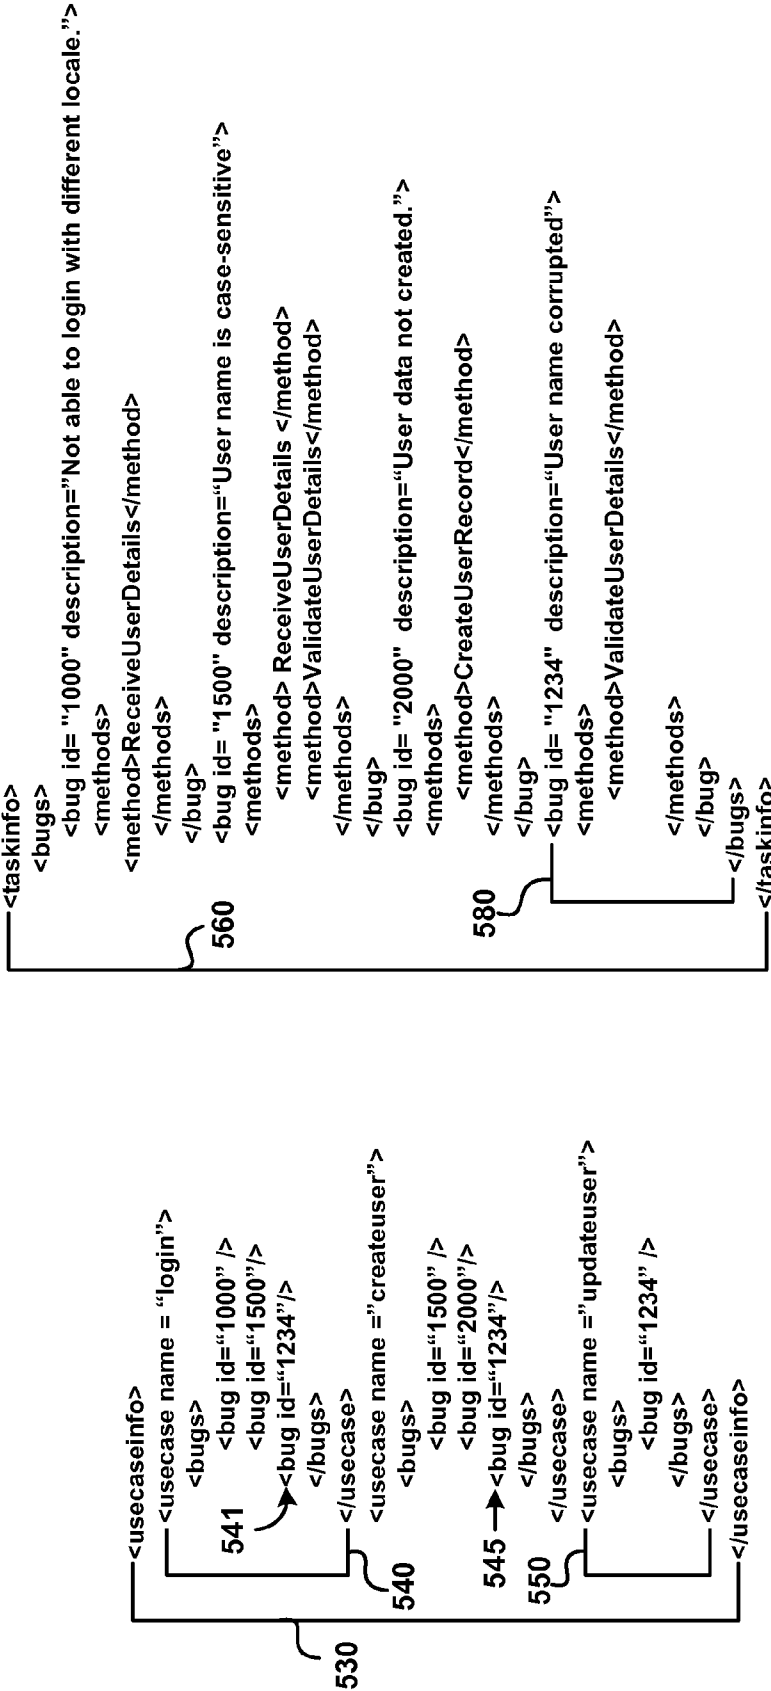 <usecaseinfo>
<usecase name = “login”>
<bugs>
<bug id=“1000” />
<bug id=“1500”/>
541
<bug id=“1234”/>
</bugs>
</usecase>
540
<usecase name =”createuser”>
<bugs>
<bug id=“1500” />
<bug id=“2000”/>
545
<bug id=“1234”/>
</bugs>
</usecase>
<usecase name =”updateuser”>
550
<bugs>
<bug id=“1234” />
</bugs>
</usecase>
</usecaseinfo>
530
<taskinfo>
<bugs>
<bug id= "1000" description=”Not able to login with different locale.”>
<methods>
<method>ReceiveUserDetails</method>
</methods>
</bug>
<bug id= "1500" description=“User name is case-sensitive”>
<methods>
<method> ReceiveUserDetails </method>
<method>ValidateUserDetails</method>
</methods>
</bug>
<bug id= "2000" description=“User data not created.”>
<methods>
<method>CreateUserRecord</method>
</methods>
</bug>
<bug id= "1234" description=“User name corrupted”>
<methods>
<method>ValidateUserDetails</method>
</methods>
</bug>
</bugs>
</taskinfo>
560
580